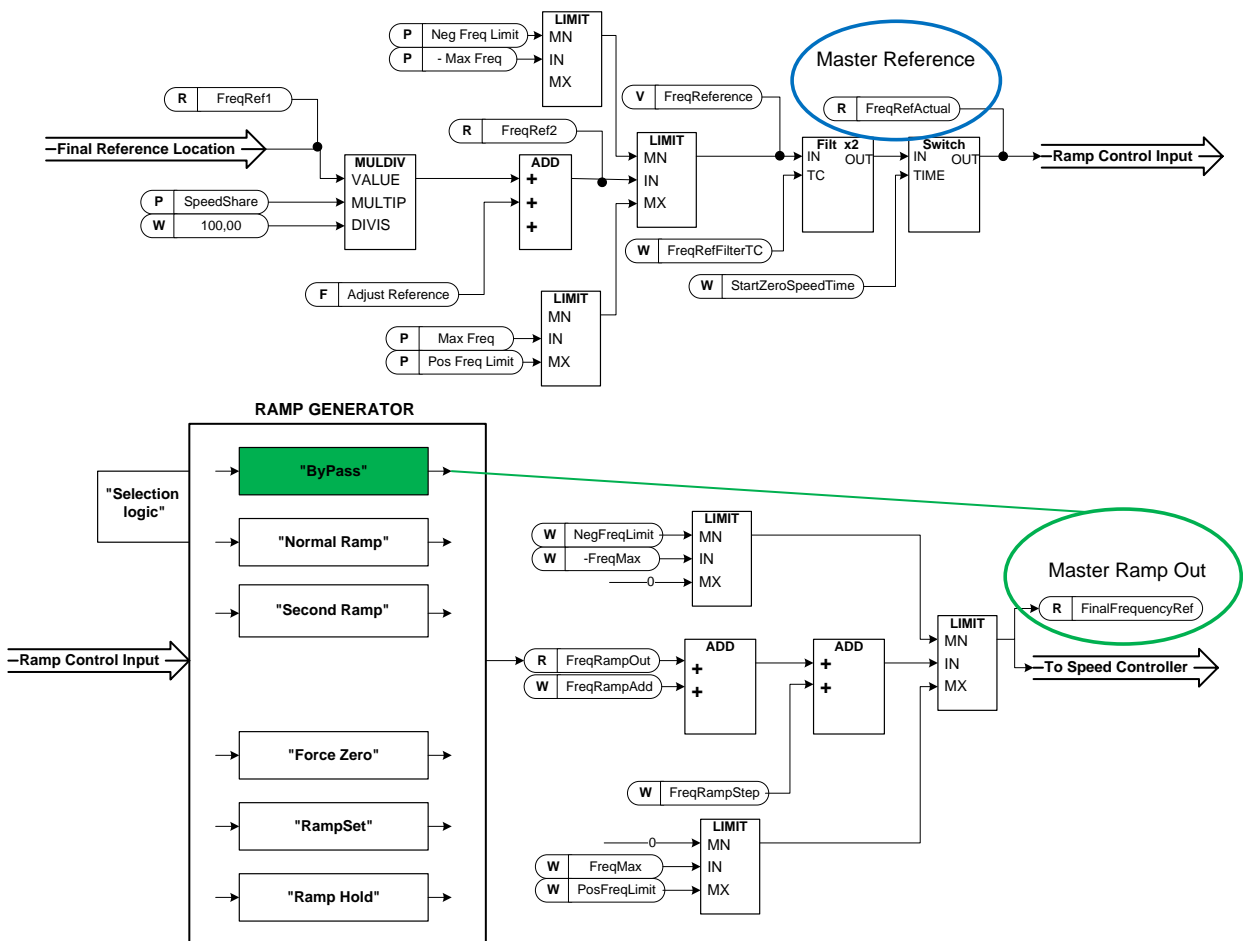 LIMIT
P Neg Freq Limit MN
P - Max Freq IN
MX
Master Reference
R FreqRef1
V FreqReference
R FreqRefActual
R FreqRef2
Final Reference Location
LIMIT
MN
IN
MX
Filt x2
IN OUT
TC
Switch
IN OUT
TIME
Ramp Control Input
MULDIV
VALUE
MULTIP
DIVIS
ADD
+
+
+
P SpeedShare
W 100,00
W FreqRefFilterTC
W StartZeroSpeedTime
F Adjust Reference
LIMIT
MN
P Max Freq IN
P Pos Freq Limit MX
RAMP GENERATOR
"Selection
logic"
"ByPass"
"Normal Ramp"
"Second Ramp"
"Force Zero"
"RampSet"
"Ramp Hold"
Ramp Control Input
LIMIT
W NegFreqLimit MN
W -FreqMax IN
0 MX
Master Ramp Out
R FinalFrequencyRef
R FreqRampOut
W FreqRampAdd
ADD
+
+
ADD
+
+
LIMIT
MN
IN
MX
To Speed Controller
W FreqRampStep
LIMIT
0 MN
W FreqMax IN
W PosFreqLimit MX